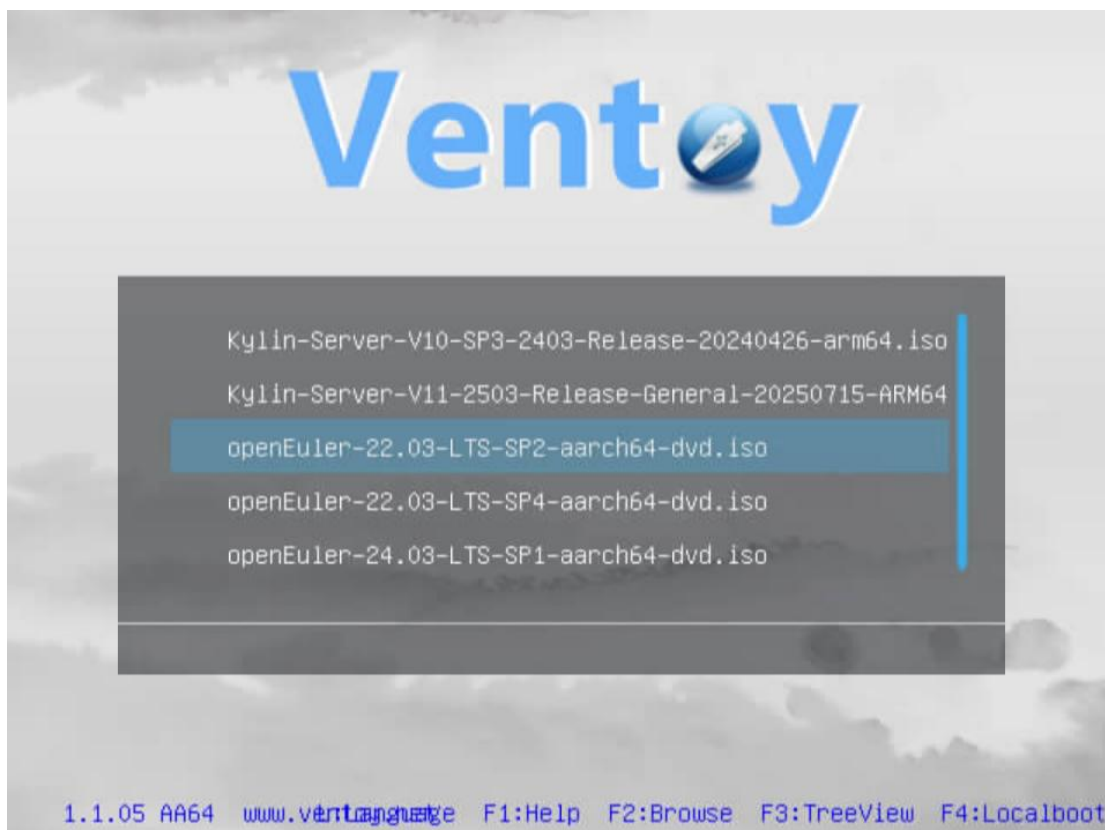 Ventoy
Kylin-Server-V10-SP3-2403-Release-20240426-arm64.iso
Kylin-Server-V11-2503-Release-General-20250715-ARM64
openEuler-22.03-LTS-SP2-aarch64-dvd.iso
openEuler-22.03-LTS-SP4-aarch64-dvd.iso
openEuler-24.03-LTS-SP1-aarch64-dvd.iso
1.1.05 AA64 F1:Help F2:Browse F3:TreeView F4:Localboot